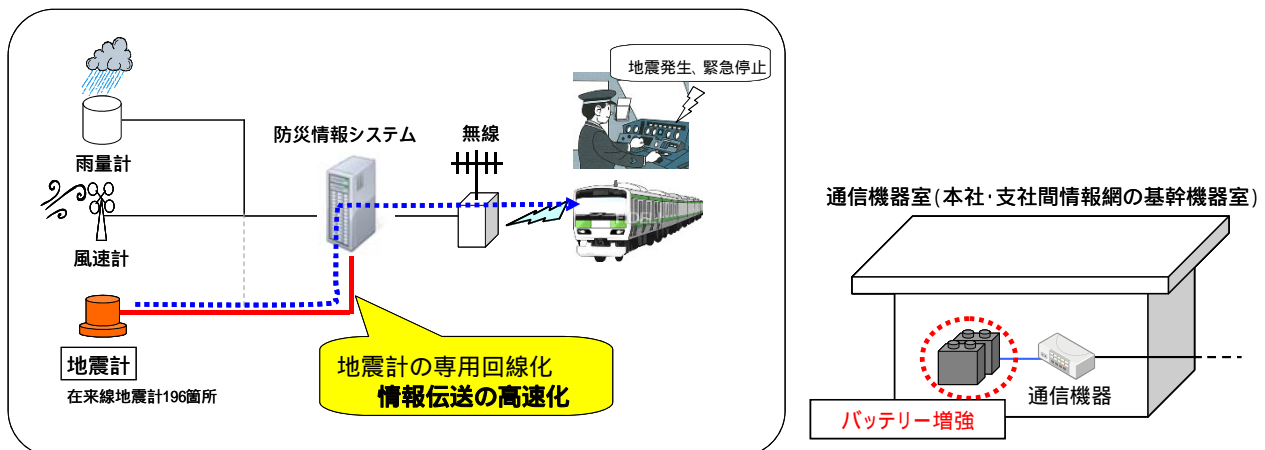 地震発生、緊急停止
防災情報システム
無線
雨量計
風速計
地震計
在来線地震計196箇所
地震計の専用回線化
情報伝送の高速化
通信機器室(本社・支社間情報網の基幹機器室)
通信機器
バッテリー増強